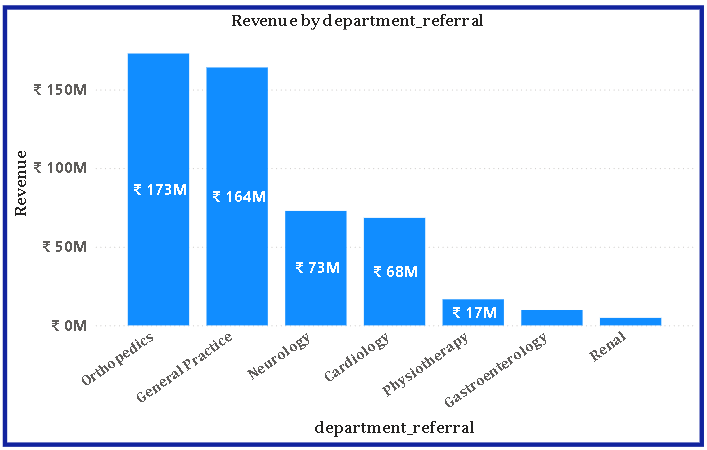 Revenue by department_referral
Revenue
₹ 150M
₹ 100M
₹ 50M
₹ 0M
₹ 173M
₹ 164M
₹ 73M
₹ 68M
₹ 17M
Orthopedics
General Practice
Neurology
Cardiology
Physiotherapy
Gastroenterology
Renal
department_referral